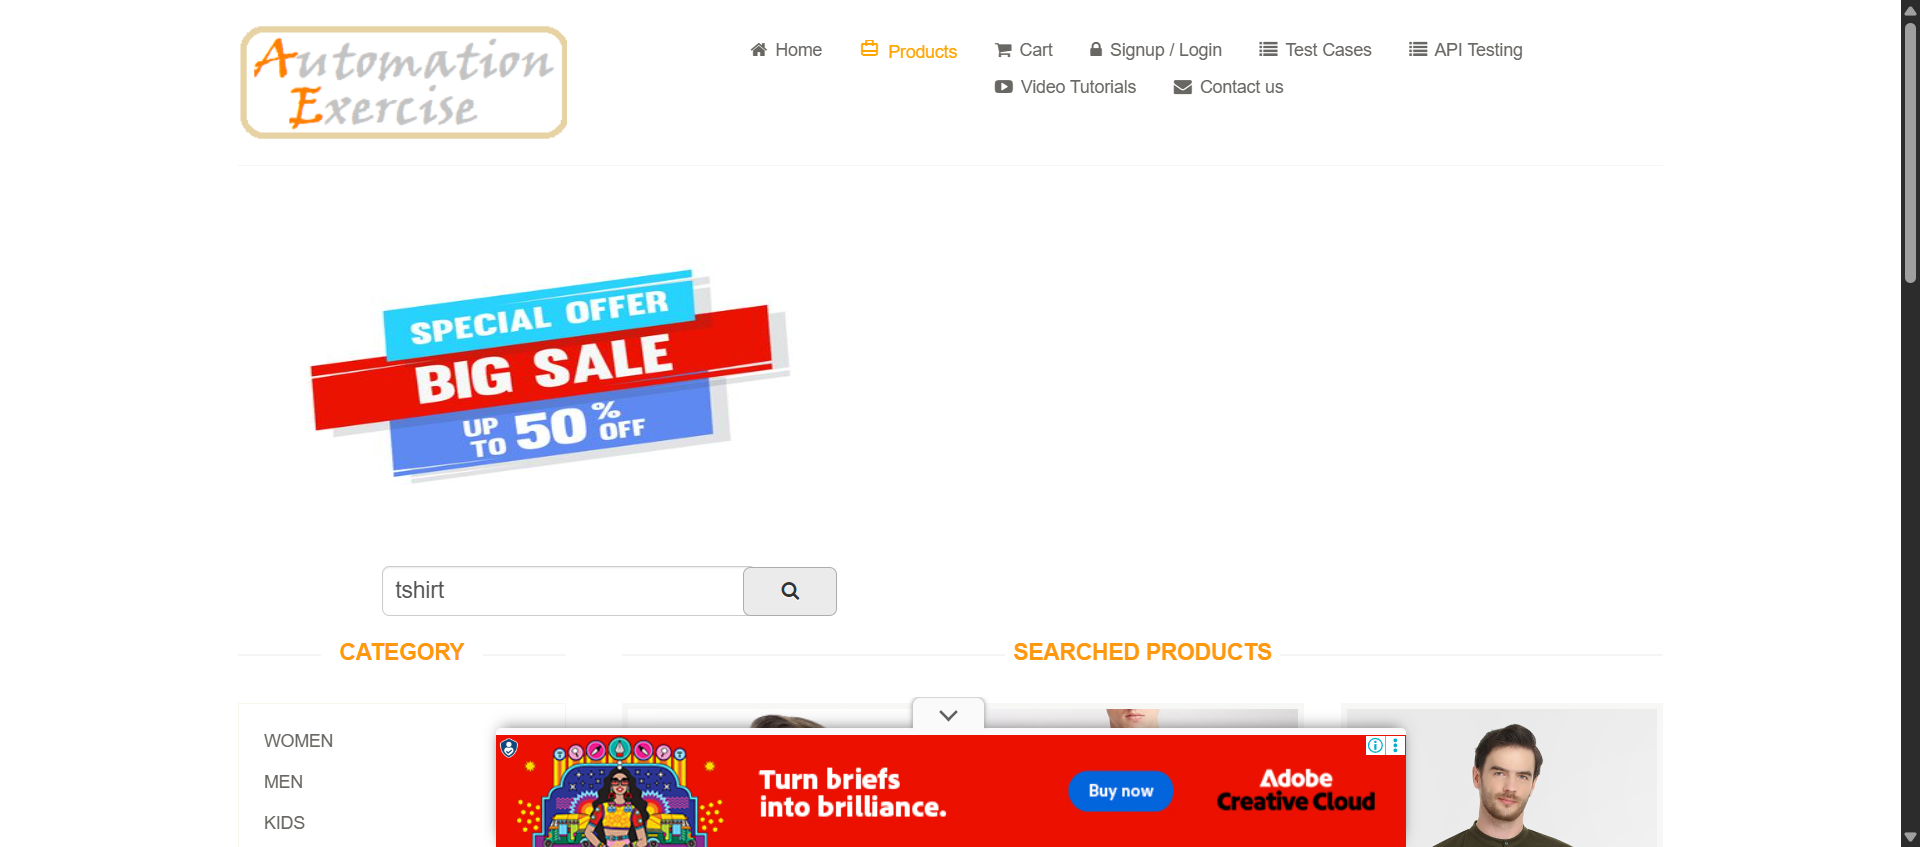 Automation
Exercise
Home
Products
Cart
Signup / Login
Test Cases
API Testing
Video Tutorials
Contact us
SPECIAL OFFER
BIG SALE
UP TO 50% OFF
tshirt
CATEGORY
SEARCHED PRODUCTS
WOMEN
MEN
KIDS
Turn briefs
into brilliance.
Buy now
Adobe
Creative Cloud